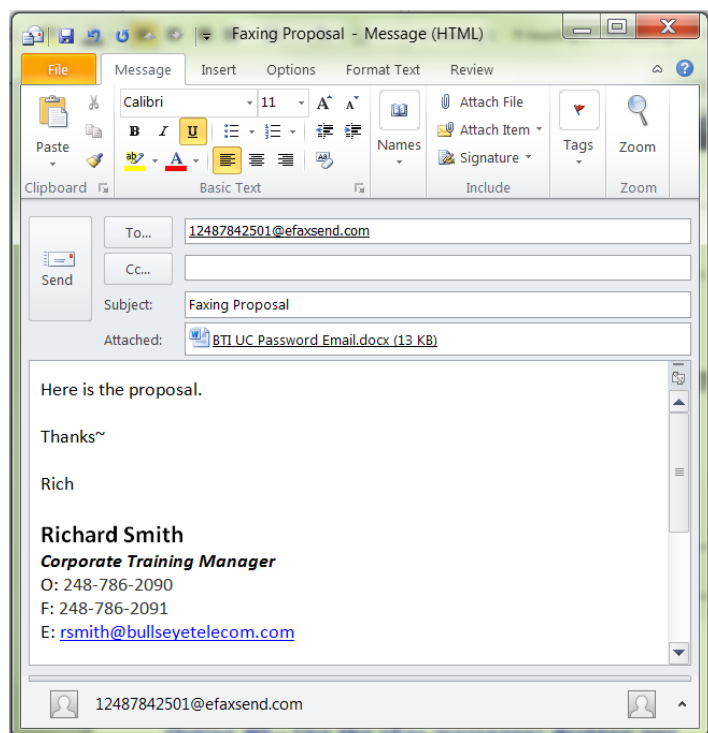 Faxing Proposal - Message (HTML)
File Message Insert Options Format Text Review
Paste
Calibri 11
B I U
Names
Attach File
Attach Item
Signature
Tags
Zoom
Clipboard Basic Text Include Zoom
Send
To... 12487842501@efaxsend.com
Cc...
Subject: Faxing Proposal
Attached: BTI UC Password Email.docx (13 KB)
Here is the proposal.
Thanks~
Rich
Richard Smith
Corporate Training Manager
O: 248-786-2090
F: 248-786-2091
E: rsmith@bullseyetelecom.com
12487842501@efaxsend.com